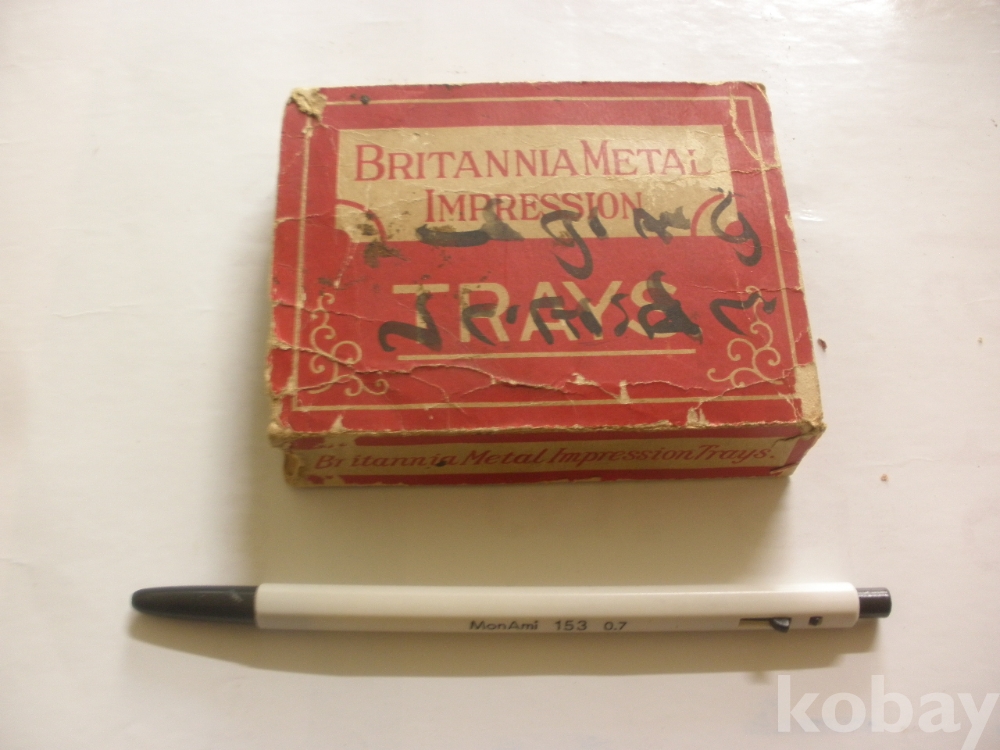 BRITANNIA METAL
IMPRESSION
TRAYS
Britannia Metal Impression Trays.
MonAmi 153 0.7
kobay